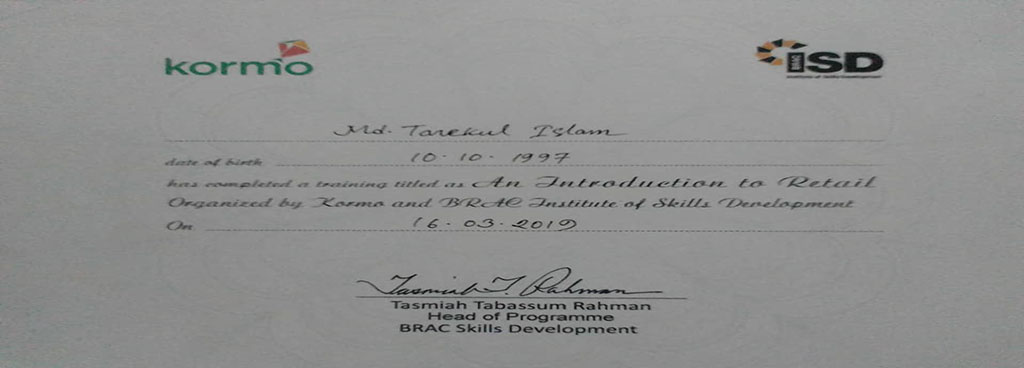 kormo
BRAC iSD
Institute of Skills Development
Md. Tarekul Islam
date of birth 10.10.1997
has completed a training titled as An Introduction to Retail
Organized by Kormo and BRAC Institute of Skills Development
On 16.03.2019
Tasmiah T. Rahman
Tasmiah Tabassum Rahman
Head of Programme
BRAC Skills Development